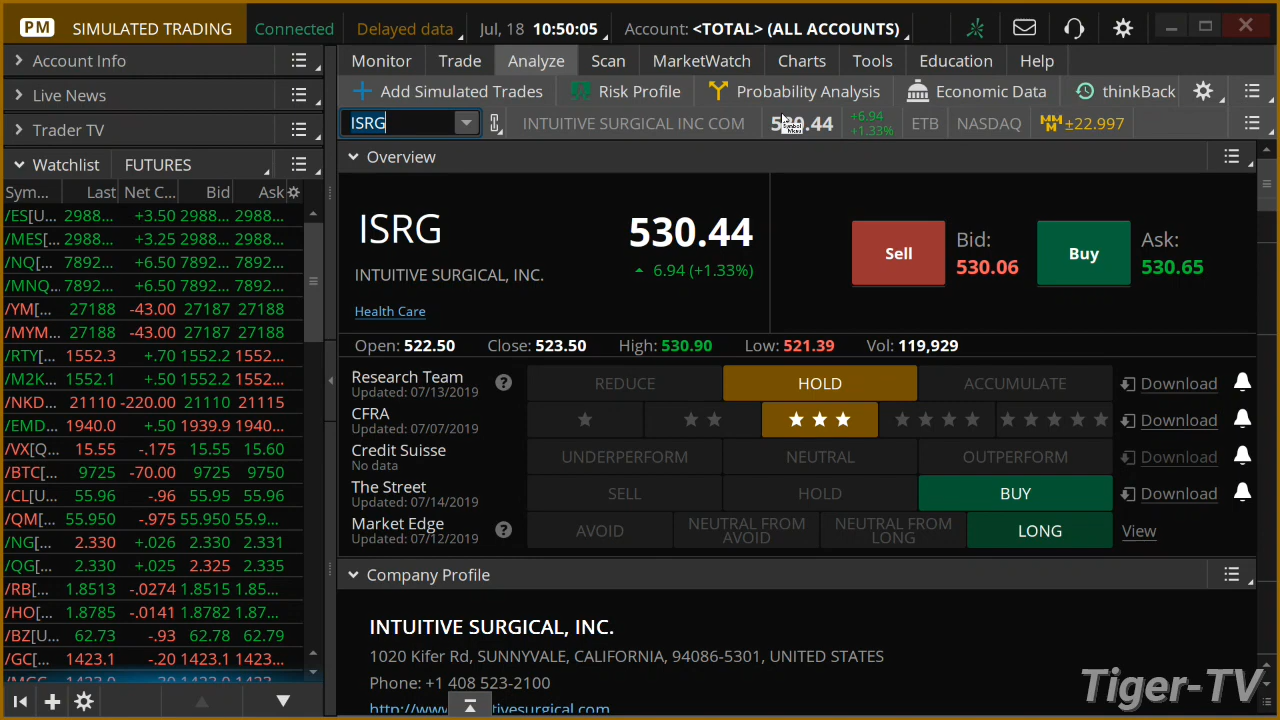 PM SIMULATED TRADING Connected Delayed data Jul, 18 10:50:05 Account: <TOTAL> (ALL ACCOUNTS)
Account Info
Live News
Trader TV
Watchlist FUTURES
Sym... Last Net C... Bid Ask
/ES[U... 2988... +3.50 2988... 2988...
/MES[... 2988... +3.25 2988... 2988...
/NQ[... 7892... +6.50 7892... 7892...
/MNQ... 7892... +6.50 7892... 7892...
/YM[... 27188 -43.00 27187 27188
/MYM... 27188 -43.00 27187 27188
/RTY[... 1552.3 +.70 1552.2 1552...
/M2K... 1552.1 +.50 1552.2 1552...
/NKD... 21110 -220.00 21110 21115
/EMD... 1940.0 +.50 1939.9 1940...
/VX[Q... 15.55 -.175 15.55 15.60
/BTC[... 9725 -70.00 9725 9750
/CL[U... 55.96 -.96 55.95 55.96
/QM[... 55.950 -.975 55.950 55.9...
/NG[... 2.330 +.026 2.330 2.331
/QG[... 2.330 +.025 2.325 2.335
/RB[... 1.8513 -.0274 1.8515 1.85...
/HO[... 1.8785 -.0141 1.8782 1.87...
/BZ[U... 62.73 -.93 62.78 62.79
/GC[... 1423.1 -.20 1423.1 1423...
Monitor Trade Analyze Scan MarketWatch Charts Tools Education Help
Add Simulated Trades Risk Profile Probability Analysis Economic Data thinkBack
ISRG INTUITIVE SURGICAL INC COM 530.44 +6.94 +1.33% ETB NASDAQ MMM ±22.997
Overview
ISRG 530.44
INTUITIVE SURGICAL, INC. 6.94 (+1.33%)
Health Care
Sell Bid: 530.06 Buy Ask: 530.65
Open: 522.50 Close: 523.50 High: 530.90 Low: 521.39 Vol: 119,929
Research Team REDUCE HOLD ACCUMULATE Download
Updated: 07/13/2019
CFRA Download
Updated: 07/07/2019
Credit Suisse UNDERPERFORM NEUTRAL OUTPERFORM Download
No data
The Street SELL HOLD BUY Download
Updated: 07/14/2019
Market Edge AVOID NEUTRAL FROM AVOID NEUTRAL FROM LONG LONG View
Updated: 07/12/2019
Company Profile
INTUITIVE SURGICAL, INC.
1020 Kifer Rd, SUNNYVALE, CALIFORNIA, 94086-5301, UNITED STATES
Phone: +1 408 523-2100
Tiger-TV